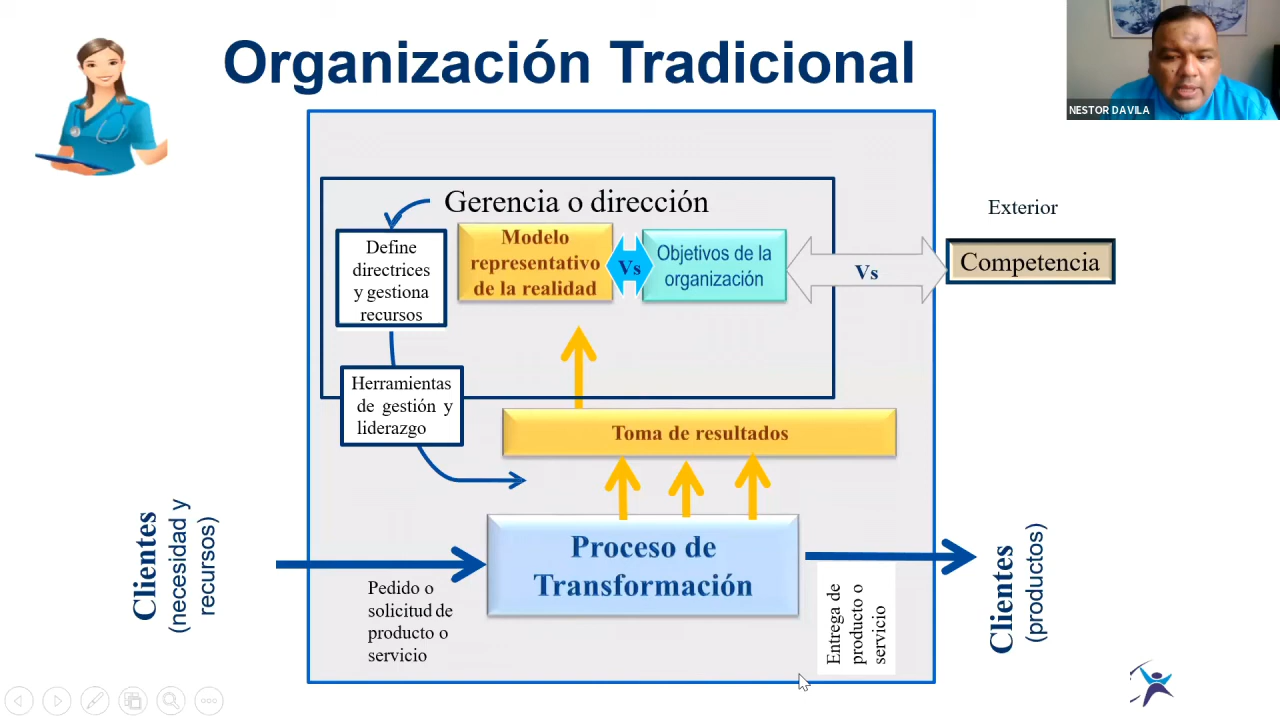 Organización Tradicional
NESTOR DAVILA
Gerencia o dirección
Exterior
Define
directrices
y gestiona
recursos
Modelo
representativo
de la realidad
Vs
Objetivos de la
organización
Vs
Competencia
Herramientas
de gestión y
liderazgo
Toma de resultados
Clientes
(necesidad y
recursos)
Proceso de
Transformación
Pedido o
solicitud de
producto o
servicio
Entrega de
producto o
servicio
Clientes
(productos)